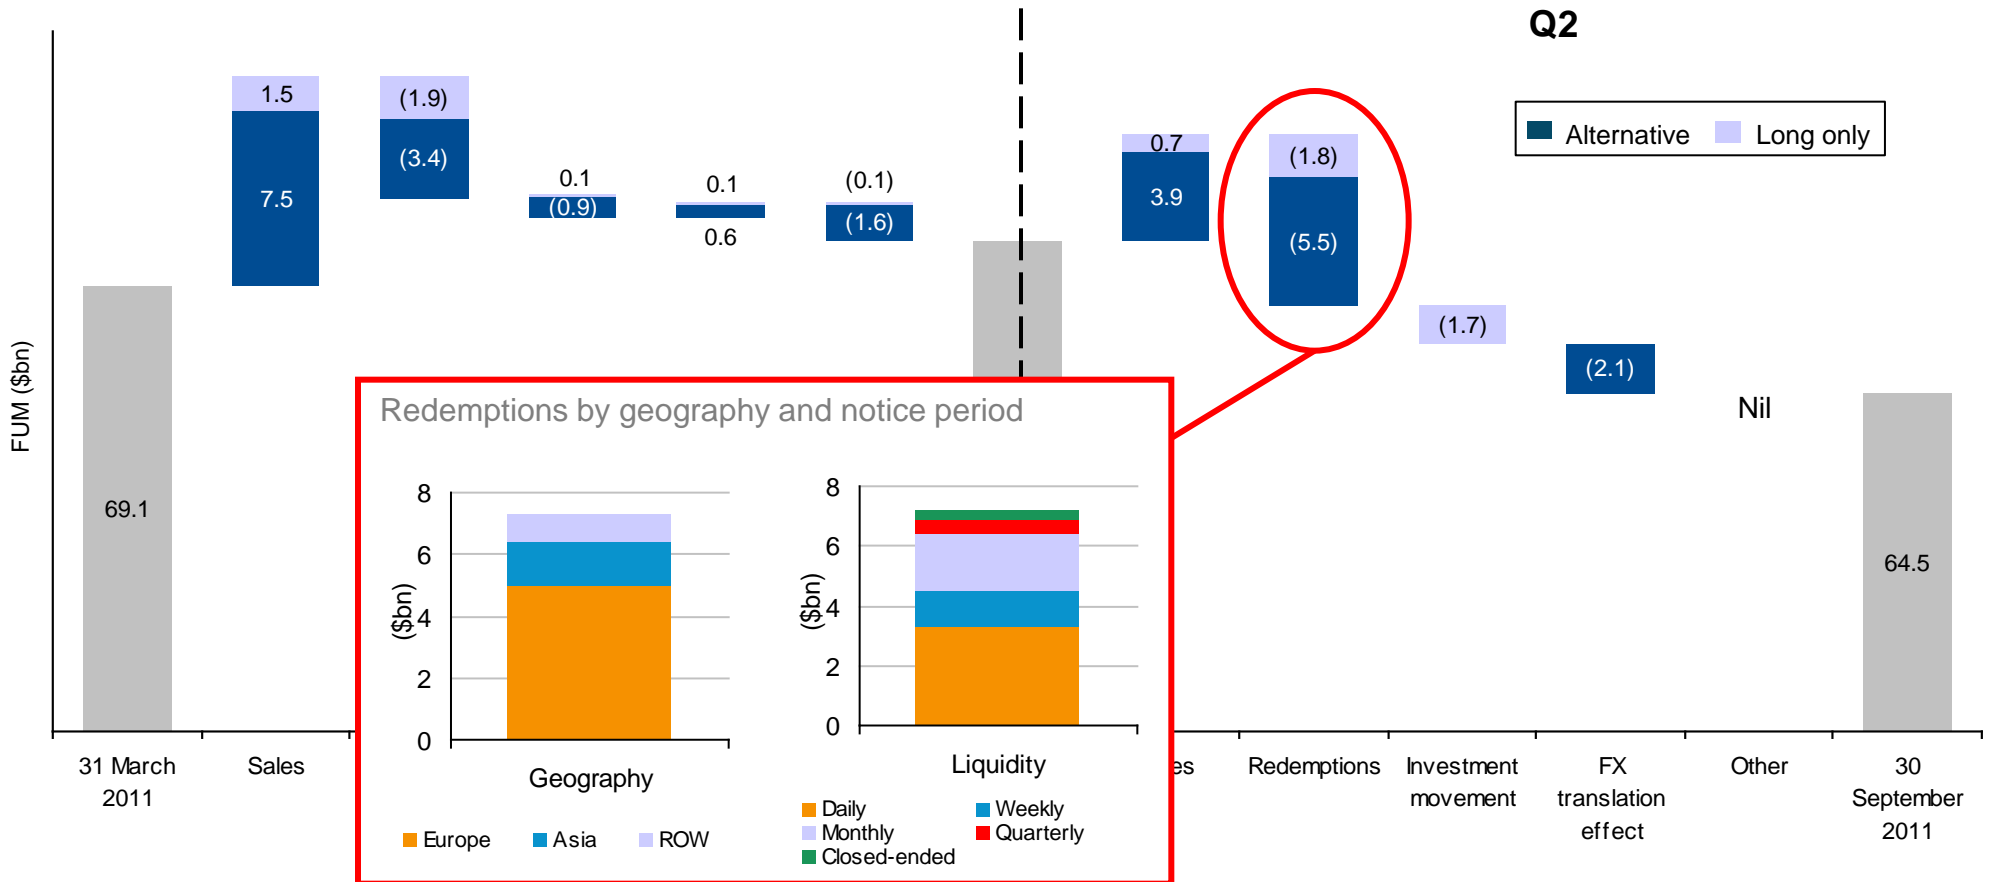 Q2
Alternative
Long only
FUM ($bn)
1.5
7.5
(1.9)
(3.4)
0.1
(0.9)
0.1
0.6
(0.1)
(1.6)
0.7
3.9
(1.8)
(5.5)
(1.7)
(2.1)
Nil
69.1
64.5
31 March
2011
Sales
es
Redemptions
Investment
movement
FX
translation
effect
Other
30
September
2011
Redemptions by geography and notice period
8
6
4
2
0
($bn)
Geography
Europe
Asia
ROW
8
6
4
2
0
($bn)
Liquidity
Daily
Weekly
Monthly
Quarterly
Closed-ended